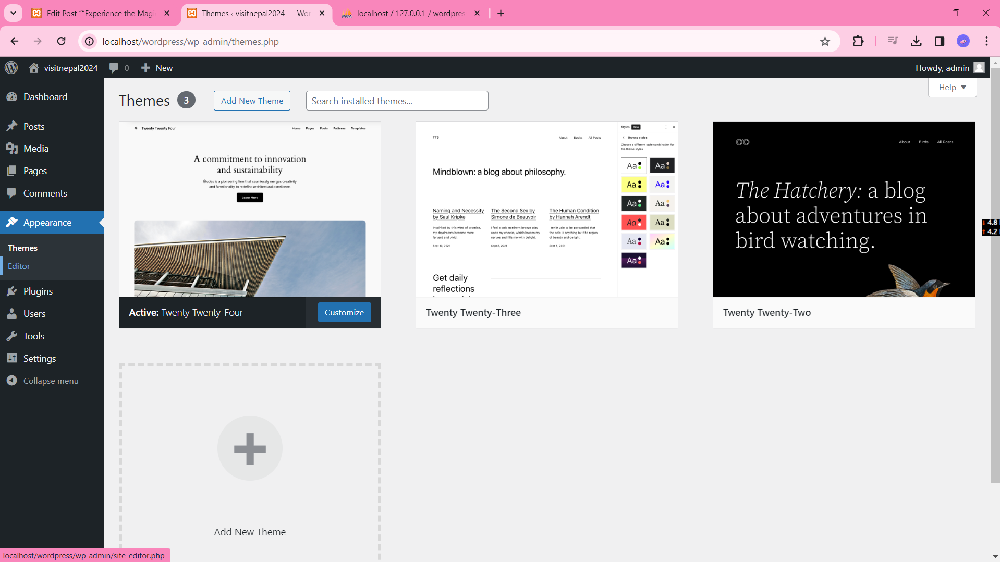 Edit Post ““Experience the Magi
Themes ‹ visitnepal2024 — Wor
PMA
localhost / 127.0.0.1 / wordpres
localhost/wordpress/wp-admin/themes.php
visitnepal2024
0
New
Howdy, admin
Dashboard
Posts
Media
Pages
Comments
Appearance
Themes
Editor
Plugins
Users
Tools
Settings
Collapse menu
Themes 3
Add New Theme
Search installed themes...
Help
Twenty Twenty Four
Home Pages Posts Patterns Templates
A commitment to innovation
and sustainability
Études is a pioneering firm that seamlessly merges creativity
and functionality to redefine architectural excellence.
Learn More
Active: Twenty Twenty-Four
Customize
TT3
About Books All Posts
Mindblown: a blog about philosophy.
Naming and Necessity
by Saul Kripke
Inspirited by this wind of promise,
my daydreams become more
fervent and vivid.
Sept 10, 2021
The Second Sex by
Simone de Beauvoir
I feel a cold northern breeze play
upon my cheeks, which braces my
nerves and fills me with delight.
Sept 8, 2021
The Human Condition
by Hannah Arendt
I try in vain to be persuaded that
the pole is anything but the region
of beauty and delight.
Sept 8, 2021
Get daily
reflections
Styles Beta
Browse styles
Choose a different style combination for
the theme styles
Aa Aa
Aa Aa
Aa Aa
Aa Aa
Aa Aa
Aa
Twenty Twenty-Three
About Birds All Posts
The Hatchery: a blog
about adventures in
bird watching.
Twenty Twenty-Two
4.8
4.2
Add New Theme
localhost/wordpress/wp-admin/site-editor.php